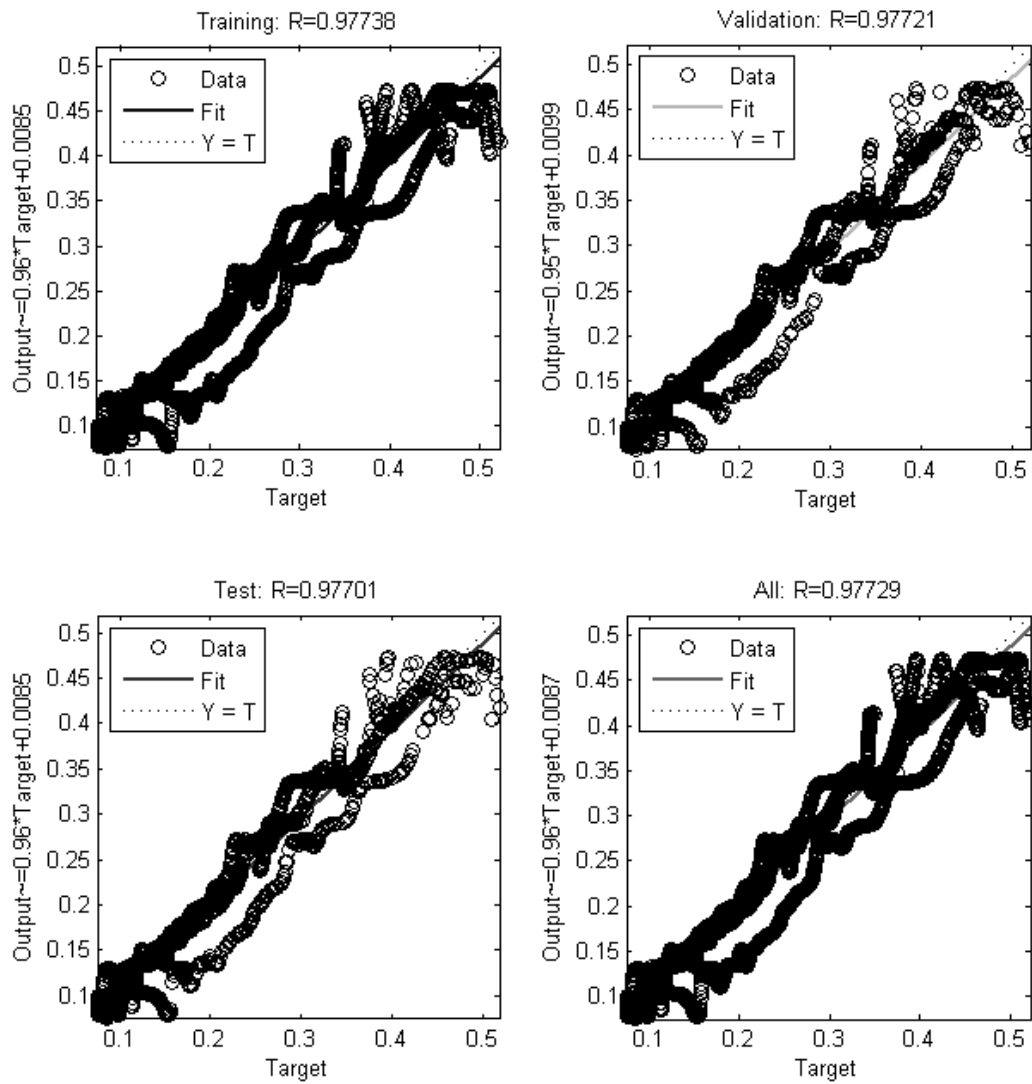 Training: R=0.97738
Output~=0.96*Target+0.0085
0.5
0.45
0.4
0.35
0.3
0.25
0.2
0.15
0.1
Data
Fit
Y = T
0.1 0.2 0.3 0.4 0.5
Target
Validation: R=0.97721
Output~=0.95*Target+0.0099
0.5
0.45
0.4
0.35
0.3
0.25
0.2
0.15
0.1
Data
Fit
Y = T
0.1 0.2 0.3 0.4 0.5
Target
Test: R=0.97701
Output~=0.96*Target+0.0085
0.5
0.45
0.4
0.35
0.3
0.25
0.2
0.15
0.1
Data
Fit
Y = T
0.1 0.2 0.3 0.4 0.5
Target
All: R=0.97729
Output~=0.96*Target+0.0087
0.5
0.45
0.4
0.35
0.3
0.25
0.2
0.15
0.1
Data
Fit
Y = T
0.1 0.2 0.3 0.4 0.5
Target